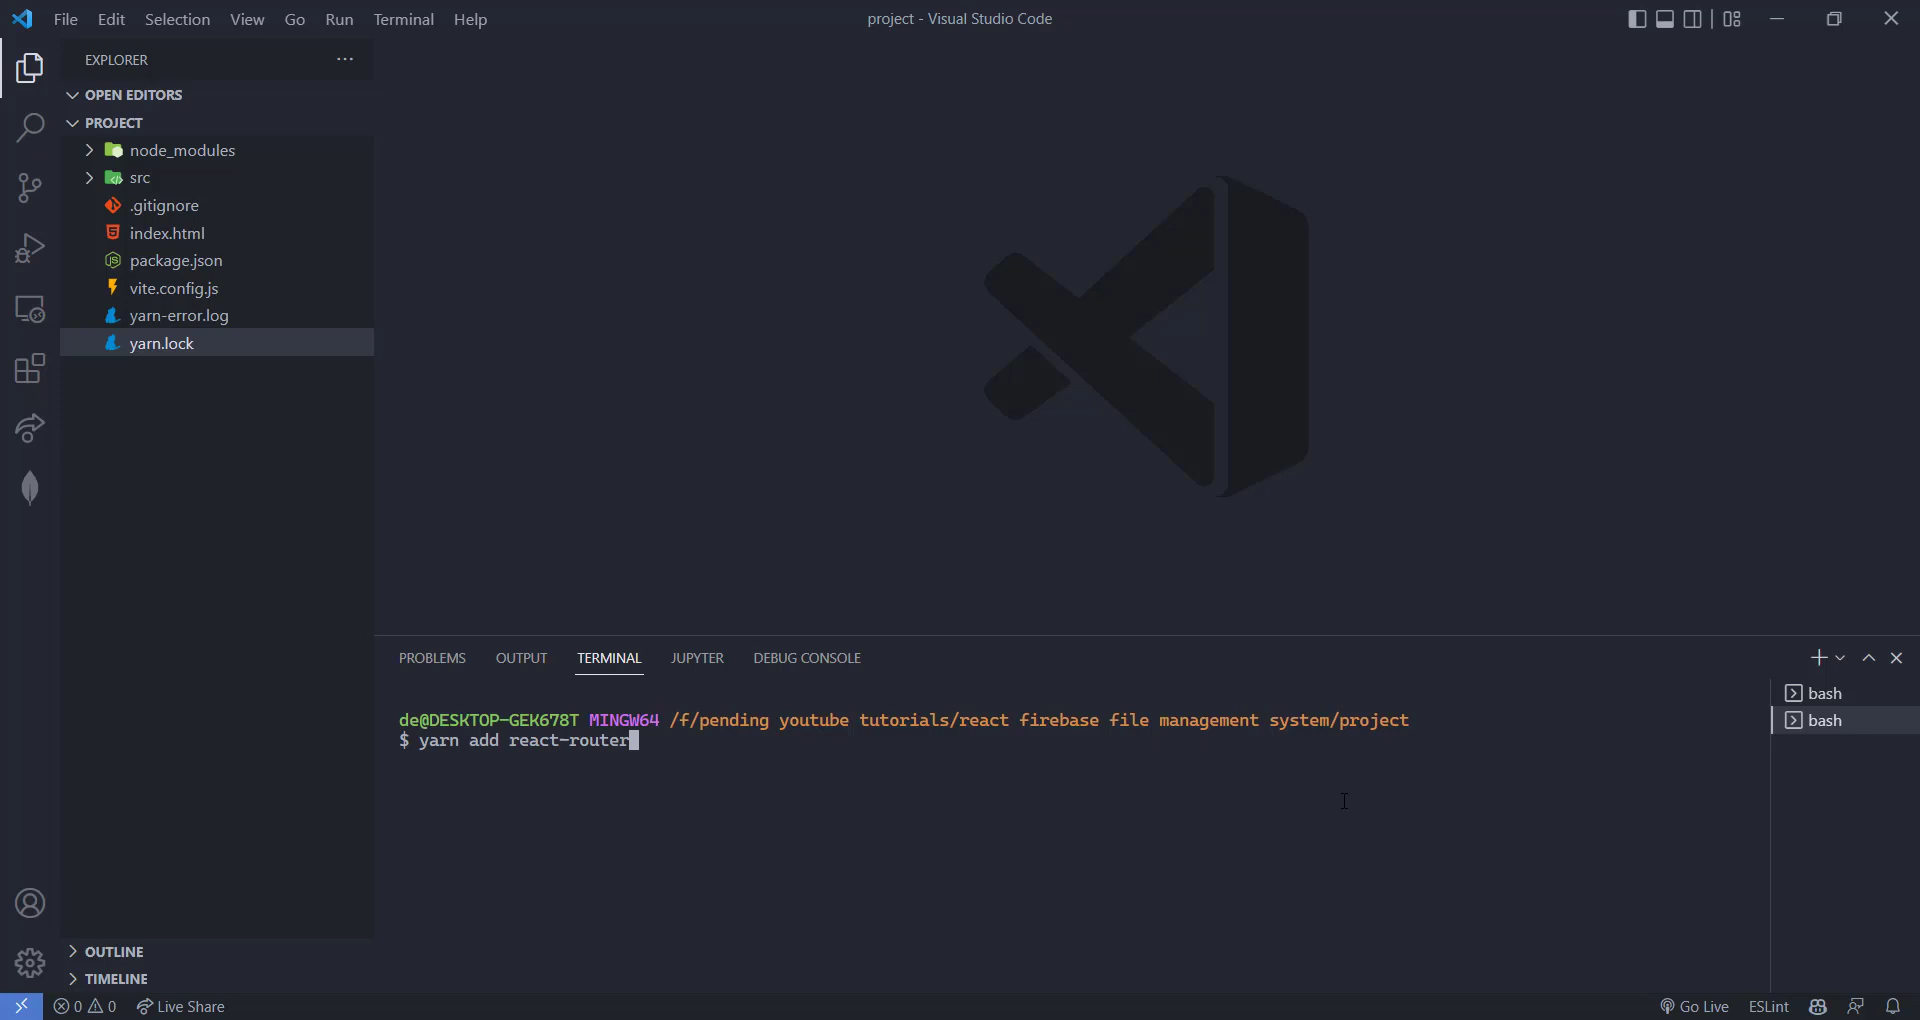 File Edit Selection View Go Run Terminal Help
project - Visual Studio Code
EXPLORER
OPEN EDITORS
PROJECT
node_modules
src
.gitignore
index.html
package.json
vite.config.js
yarn-error.log
yarn.lock
PROBLEMS OUTPUT TERMINAL JUPYTER DEBUG CONSOLE
de@DESKTOP-GEK678T MINGW64 /f/pending youtube tutorials/react firebase file management system/project
$ yarn add react-router
bash
bash
OUTLINE
TIMELINE
0 0 Live Share
Go Live ESLint